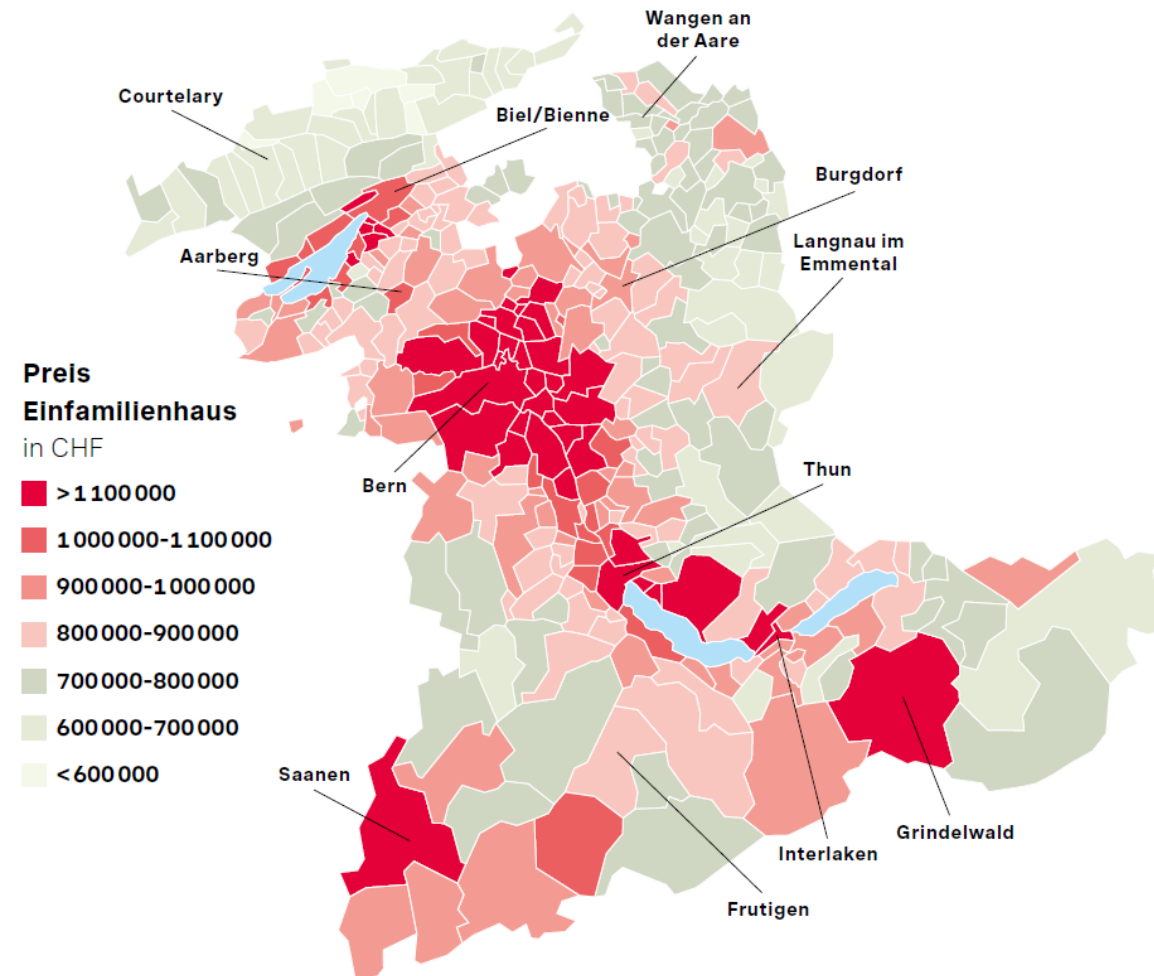 Wangen an
der Aare
Courtelary
Biel/Bienne
Burgdorf
Langnau im
Emmental
Aarberg
Preis
Einfamilienhaus
in CHF
>1 100 000
1 000 000-1 100 000
900 000-1 000 000
800 000-900 000
700 000-800 000
600 000-700 000
<600 000
Bern
Thun
Saanen
Grindelwald
Interlaken
Frutigen